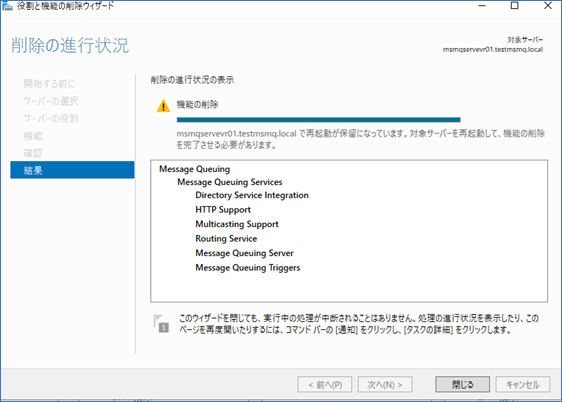 役割と機能の削除ウィザード
削除の進行状況
対象サーバー
msmqservevr01.testmsmq.local
開始する前に
サーバーの選択
サーバーの役割
機能
確認
結果
削除の進行状況の表示
機能の削除
msmqservevr01.testmsmq.local で再起動が保留になっています。対象サーバーを再起動して、機能の削除
を完了させる必要があります。
Message Queuing
Message Queuing Services
Directory Service Integration
HTTP Support
Multicasting Support
Routing Service
Message Queuing Server
Message Queuing Triggers
1
このウィザードを閉じても、実行中の処理が中断されることはありません。処理の進行状況を表示したり、この
ページを再度開いたりするには、コマンド バーの [通知] をクリックし、[タスクの詳細] をクリックします。
< 前へ(P)
次へ(N) >
閉じる
キャンセル